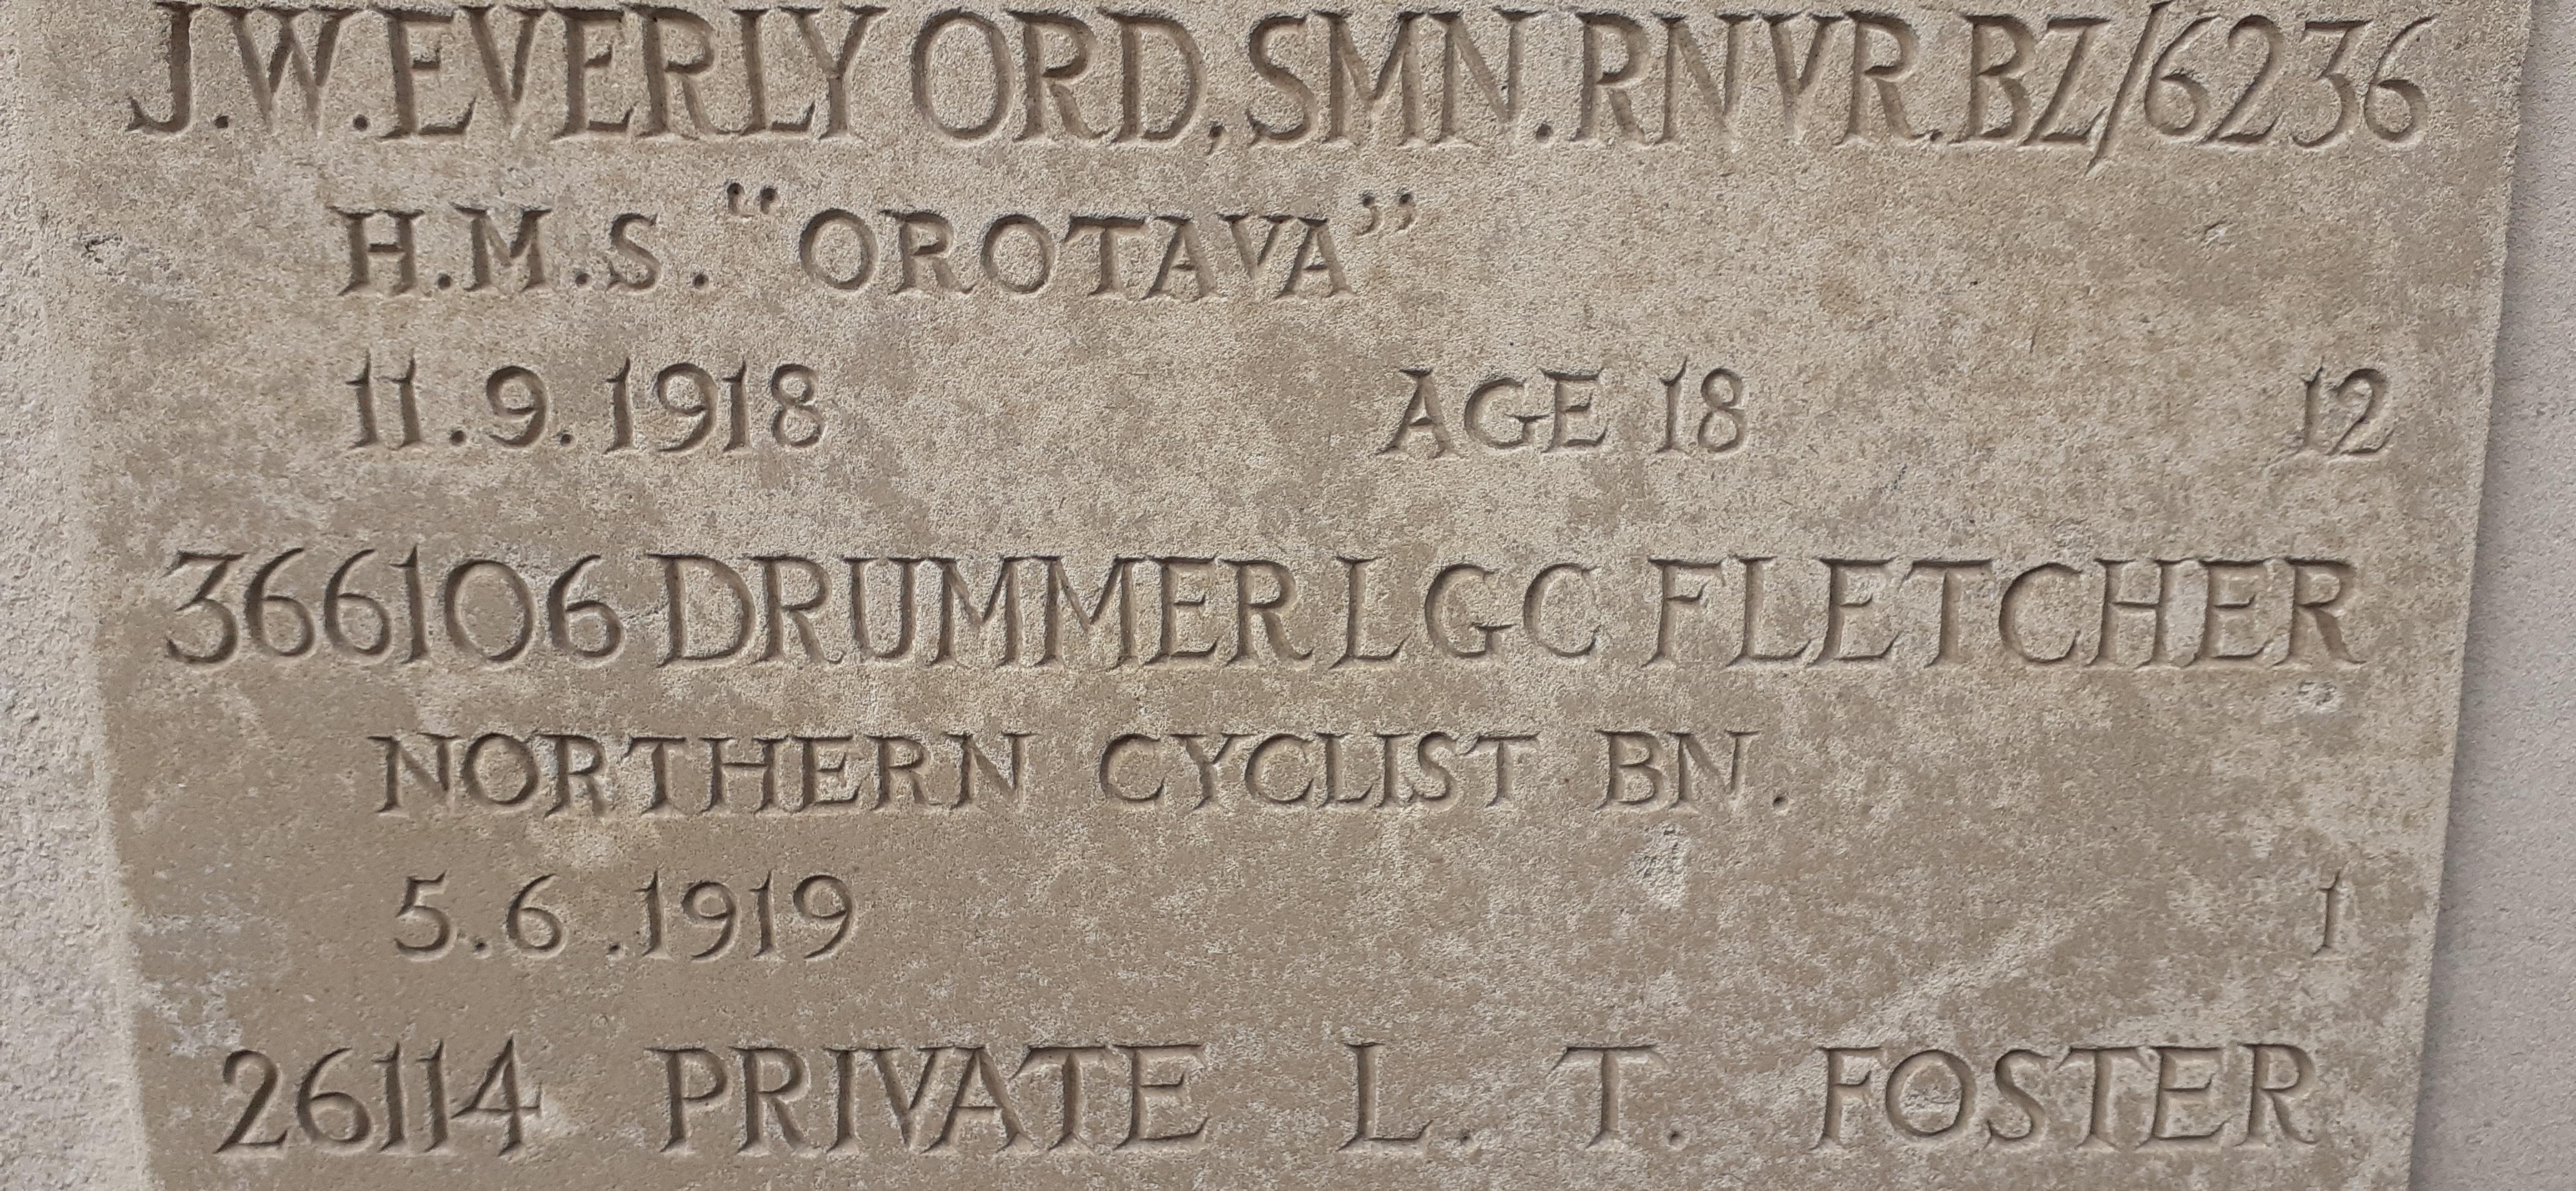 J.W.EVERLY ORD, SMN.RNVR.BZ/6236
H.M.S. "OROTAVA"
11.9.1918 AGE 18 12
366106 DRUMMER L G C FLETCHER
NORTHERN CYCLIST BN.
5.6.1919 1
26114 PRIVATE L. T. FOSTER